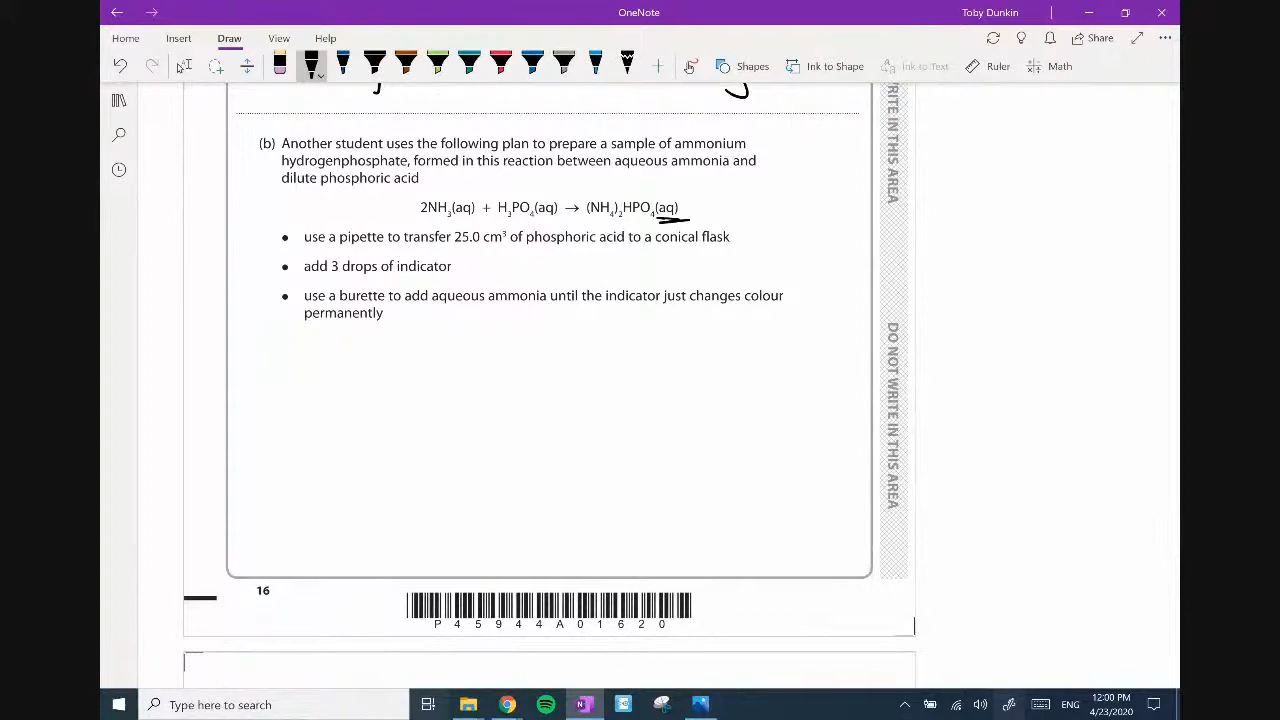 OneNote
Toby Dunkin
Home Insert Draw View Help
Share
Shapes Ink to Shape Ink to Text Ruler Math
(b) Another student uses the following plan to prepare a sample of ammonium
hydrogenphosphate, formed in this reaction between aqueous ammonia and
dilute phosphoric acid
2NH₃(aq) + H₃PO₄(aq) → (NH₄)₂HPO₄(aq)
• use a pipette to transfer 25.0 cm³ of phosphoric acid to a conical flask
• add 3 drops of indicator
• use a burette to add aqueous ammonia until the indicator just changes colour
permanently
RITE IN THIS AREA
DO NOT WRITE IN THIS AREA
16
P 4 5 9 4 4 A 0 1 6 2 0
Type here to search
ENG
12:00 PM
4/23/2020